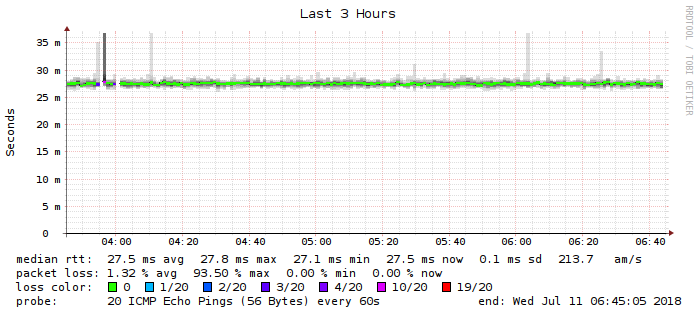 Last 3 Hours
RRDTOOL / TOBI OETIKER
Seconds
35 m
30 m
25 m
20 m
15 m
10 m
5 m
0
04:00 04:20 04:40 05:00 05:20 05:40 06:00 06:20 06:40
median rtt: 27.5 ms avg 27.8 ms max 27.1 ms min 27.5 ms now 0.1 ms sd 213.7 am/s
packet loss: 1.32 % avg 93.50 % max 0.00 % min 0.00 % now
loss color: 0 1/20 2/20 3/20 4/20 10/20 19/20
probe: 20 ICMP Echo Pings (56 Bytes) every 60s end: Wed Jul 11 06:45:05 2018